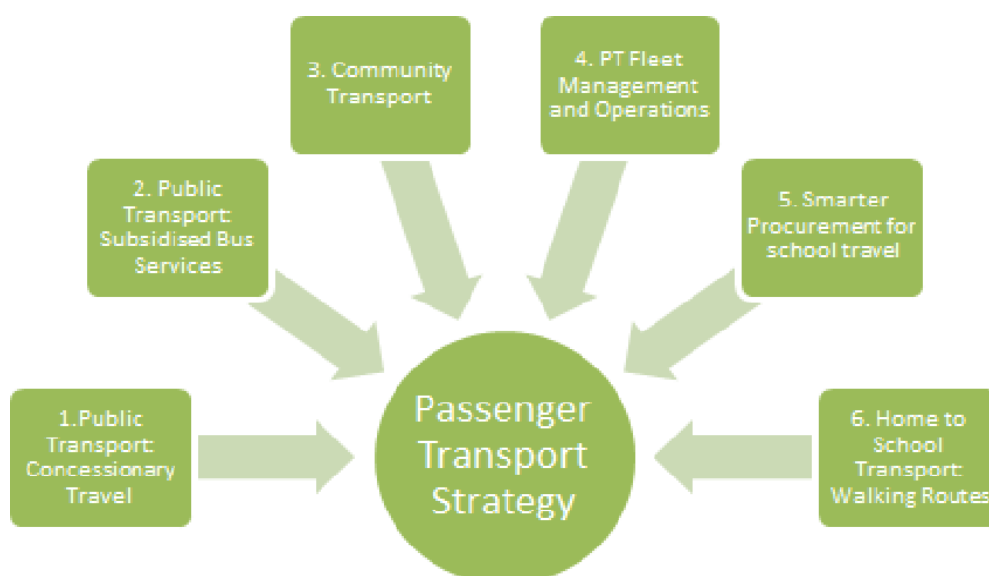 1.Public
Transport:
Concessionary
Travel
2. Public
Transport:
Subsidised Bus
Services
3. Community
Transport
4. PT Fleet
Management
and Operations
5. Smarter
Procurement for
school travel
6. Home to
School
Transport:
Walking Routes
Passenger
Transport
Strategy